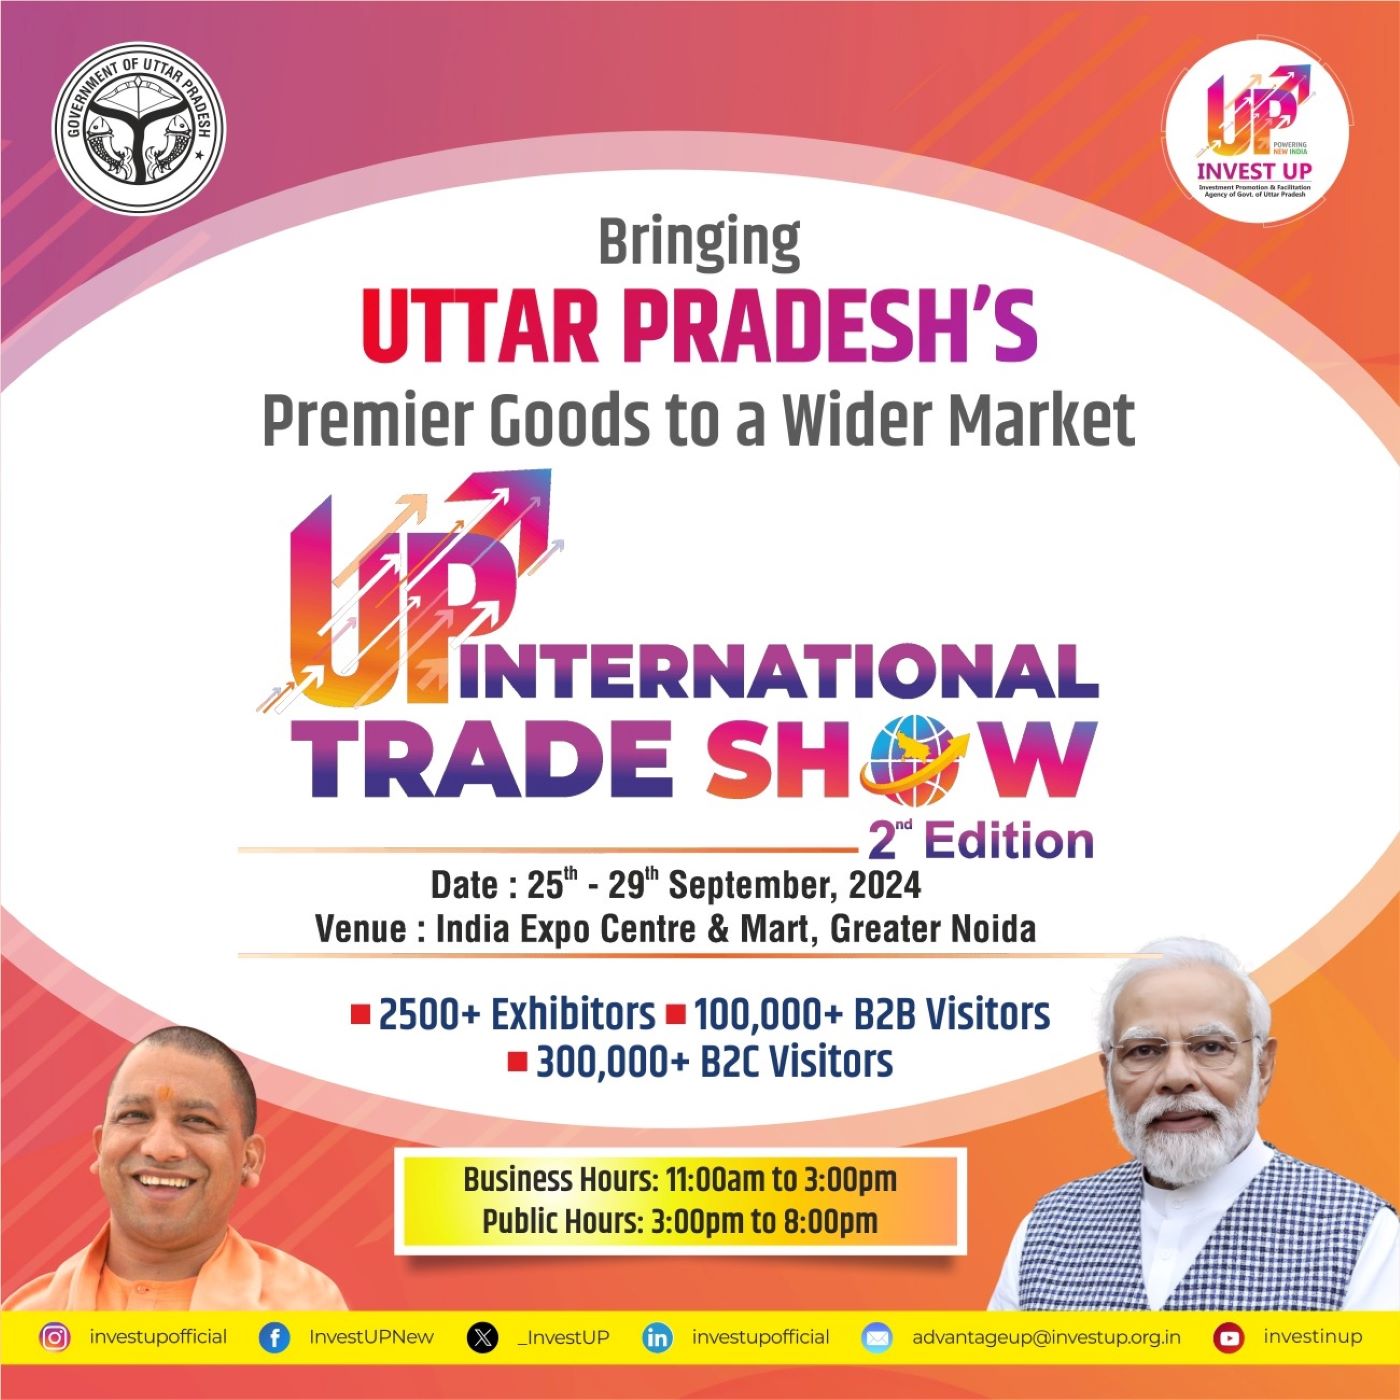 GOVERNMENT OF UTTAR PRADESH
UP
POWERING
NEW INDIA
INVEST UP
Investment Promotion & Facilitation
Agency of Govt. of Uttar Pradesh
Bringing
UTTAR PRADESH'S
Premier Goods to a Wider Market
UP INTERNATIONAL
TRADE SHOW
2nd Edition
Date : 25th - 29th September, 2024
Venue : India Expo Centre & Mart, Greater Noida
2500+ Exhibitors 100,000+ B2B Visitors
300,000+ B2C Visitors
Business Hours: 11:00am to 3:00pm
Public Hours: 3:00pm to 8:00pm
investupofficial InvestUPNew _InvestUP investupofficial advantageup@investup.org.in investinup